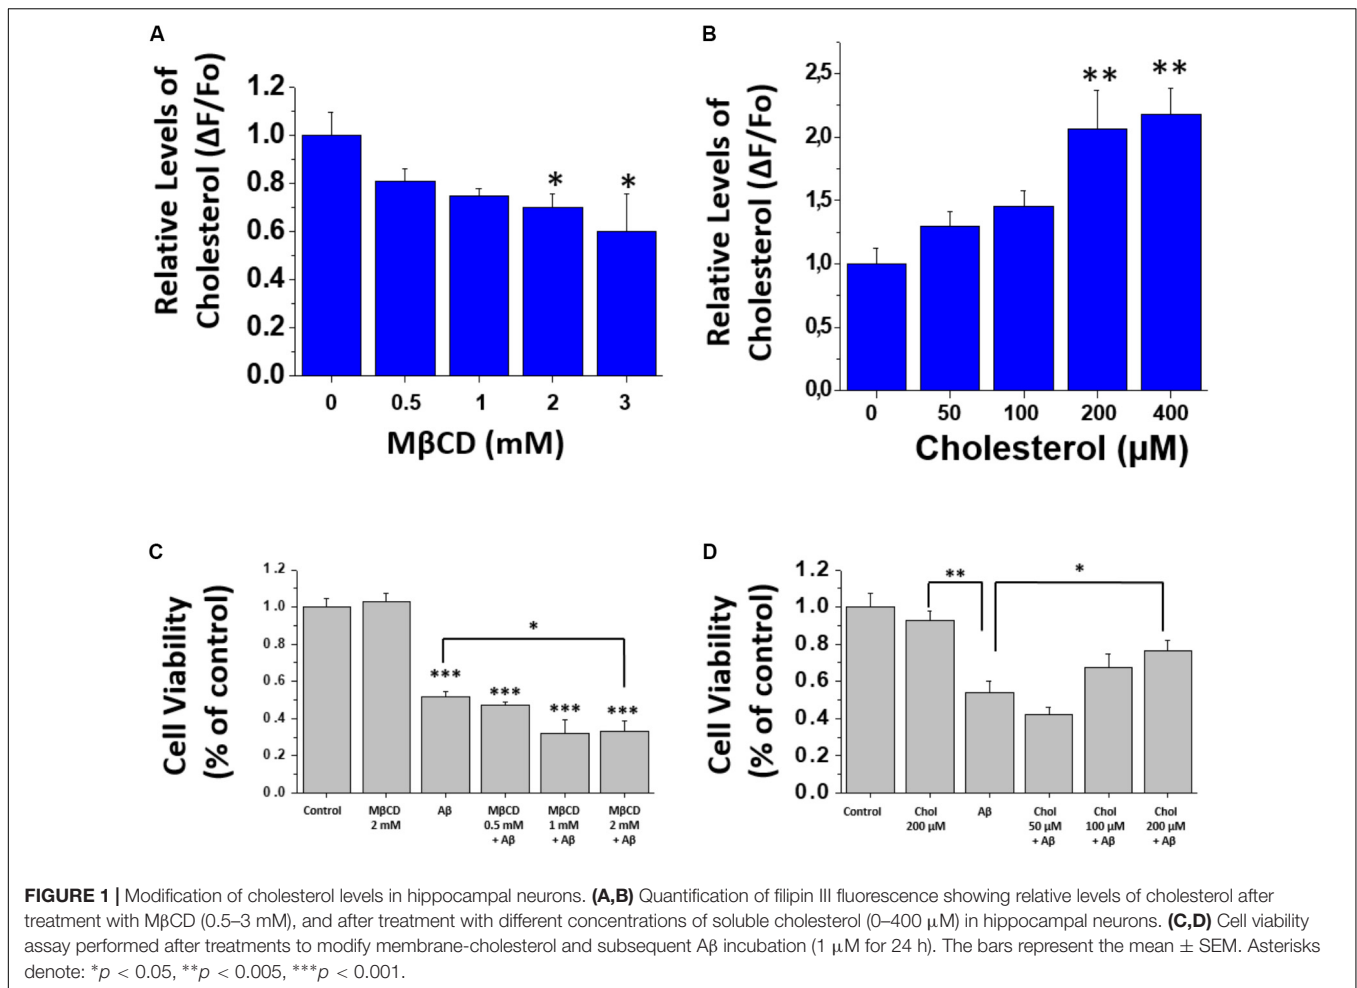 A
Relative Levels of
Cholesterol (ΔF/Fo)
1.2
1.0
0.8
0.6
0.4
0.2
0.0
*
*
0 0.5 1 2 3
MβCD (mM)
B
Relative Levels of
Cholesterol (ΔF/Fo)
2,5
2,0
1,5
1,0
0,5
0,0
**
**
0 50 100 200 400
Cholesterol (μM)
C
Cell Viability
(% of control)
1.2
1.0
0.8
0.6
0.4
0.2
0.0
*
***
***
***
***
Control MβCD Aβ MβCD MβCD MβCD
2 mM 0.5 mM 1 mM 2 mM
+ Aβ + Aβ + Aβ
D
Cell Viability
(% of control)
1.2
1.0
0.8
0.6
0.4
0.2
0.0
**
*
Control Chol Aβ Chol Chol Chol
200 μM 50 μM 100 μM 200 μM
+ Aβ + Aβ + Aβ
FIGURE 1 | Modification of cholesterol levels in hippocampal neurons. (A,B) Quantification of filipin III fluorescence showing relative levels of cholesterol after
treatment with MβCD (0.5–3 mM), and after treatment with different concentrations of soluble cholesterol (0–400 μM) in hippocampal neurons. (C,D) Cell viability
assay performed after treatments to modify membrane-cholesterol and subsequent Aβ incubation (1 μM for 24 h). The bars represent the mean ± SEM. Asterisks
denote: *p < 0.05, **p < 0.005, ***p < 0.001.